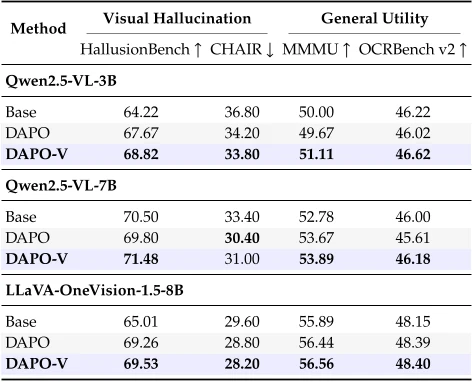 Method Visual Hallucination General Utility
HallusionBench ↑ CHAIR ↓ MMMU ↑ OCRBench v2 ↑
Qwen2.5-VL-3B
Base 64.22 36.80 50.00 46.22
DAPO 67.67 34.20 49.67 46.02
DAPO-V 68.82 33.80 51.11 46.62
Qwen2.5-VL-7B
Base 70.50 33.40 52.78 46.00
DAPO 69.80 30.40 53.67 45.61
DAPO-V 71.48 31.00 53.89 46.18
LLaVA-OneVision-1.5-8B
Base 65.01 29.60 55.89 48.15
DAPO 69.26 28.80 56.44 48.39
DAPO-V 69.53 28.20 56.56 48.40